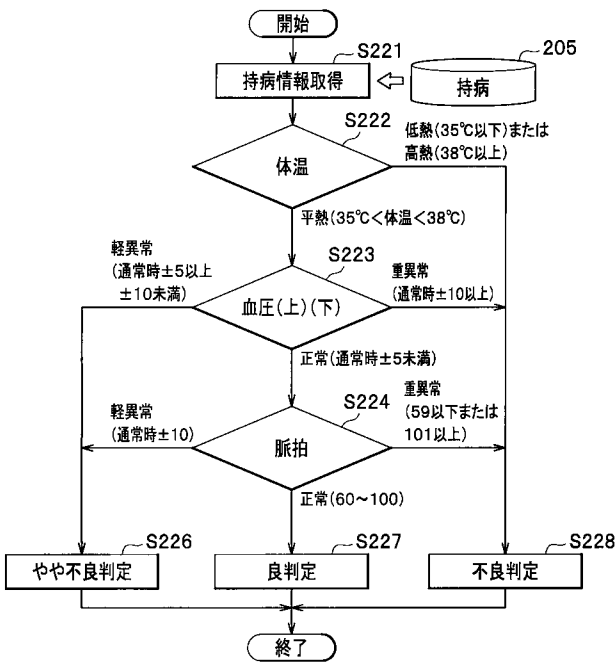 開始
S221
205
持病情報取得
持病
S222
低熱(35℃以下)または
高熱(38℃以上)
体温
平熱(35℃<体温<38℃)
軽異常
(通常時±5以上
±10未満)
S223
重異常
(通常時±10以上)
血圧(上)(下)
正常(通常時±5未満)
S224
重異常
(59以下または
101以上)
軽異常
(通常時±10)
脈拍
正常(60～100)
S226
S227
S228
やや不良判定
良判定
不良判定
終了